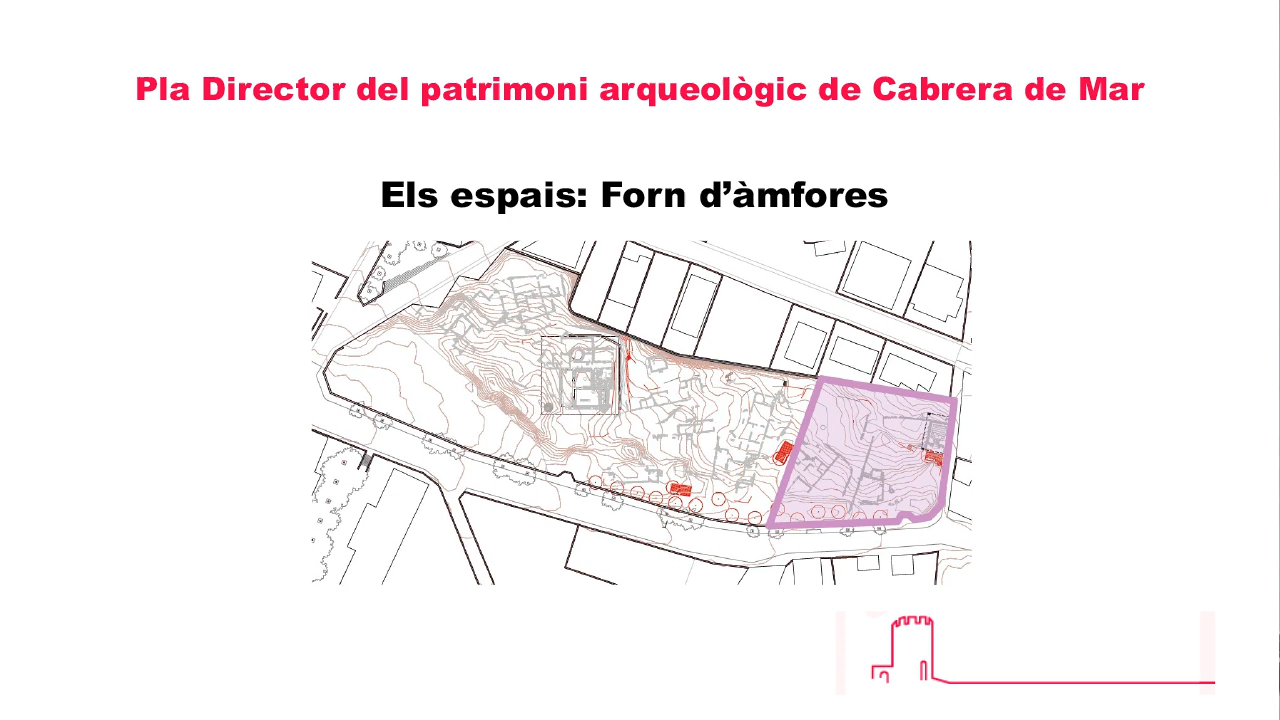 Pla Director del patrimoni arqueològic de Cabrera de Mar
Els espais: Forn d’àmfores